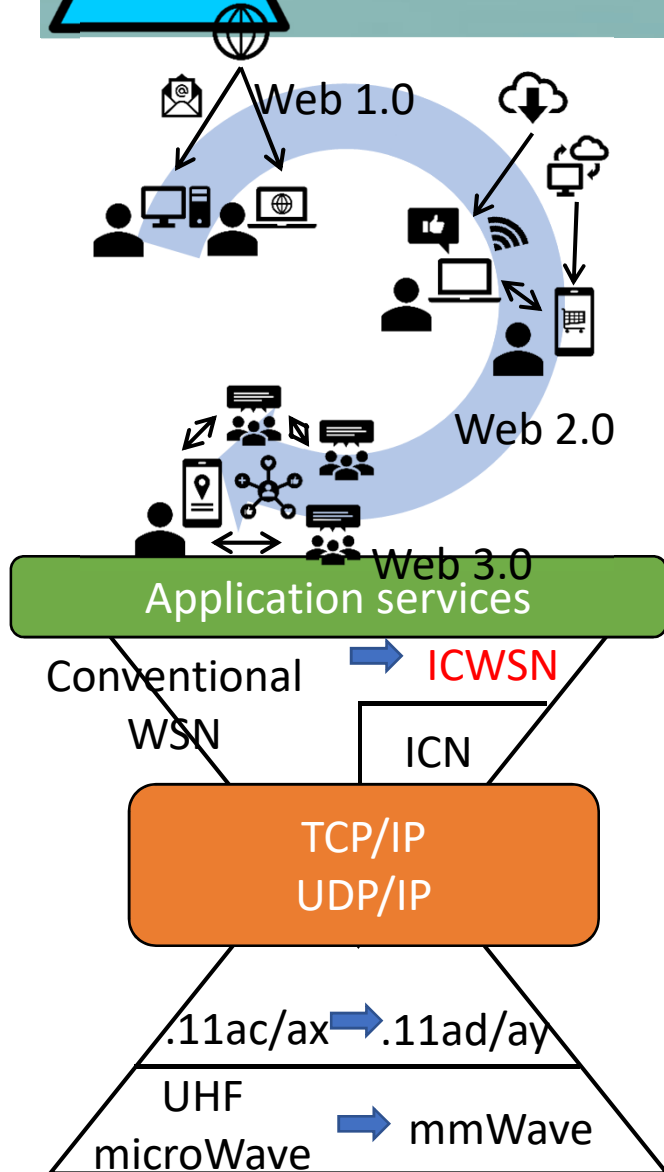 Web 1.0
Web 2.0
Web 3.0
Application services
Conventional
WSN
ICWSN
ICN
TCP/IP
UDP/IP
.11ac/ax
.11ad/ay
UHF
microWave
mmWave